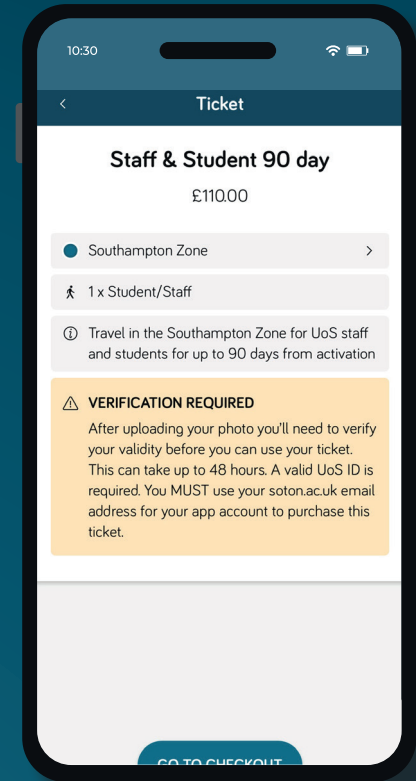 10:30
Ticket
Staff & Student 90 day
£110.00
Southampton Zone
1 x Student/Staff
Travel in the Southampton Zone for UoS staff
and students for up to 90 days from activation
VERIFICATION REQUIRED
After uploading your photo you'll need to verify
your validity before you can use your ticket.
This can take up to 48 hours. A valid UoS ID is
required. You MUST use your soton.ac.uk email
address for your app account to purchase this
ticket.
GO TO CHECKOUT